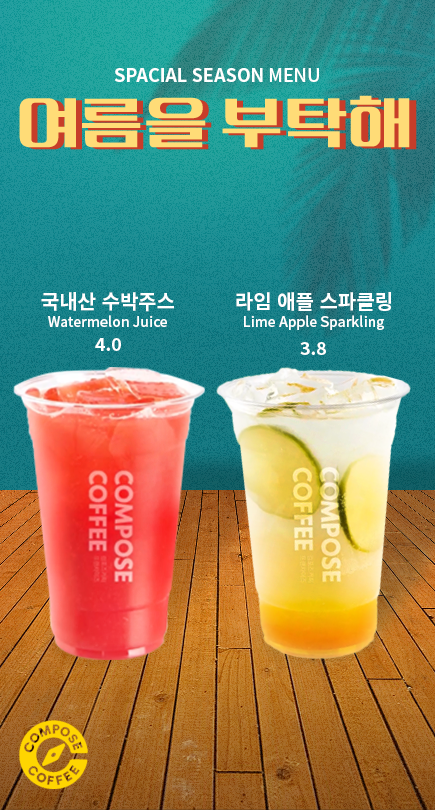 SPACIAL SEASON MENU
여름을 부탁해
국내산 수박주스
Watermelon Juice
4.0
라임 애플 스파클링
Lime Apple Sparkling
3.8
COMPOSE
COFFEE
COMPOSE
COFFEE
COMPOSE
COFFEE